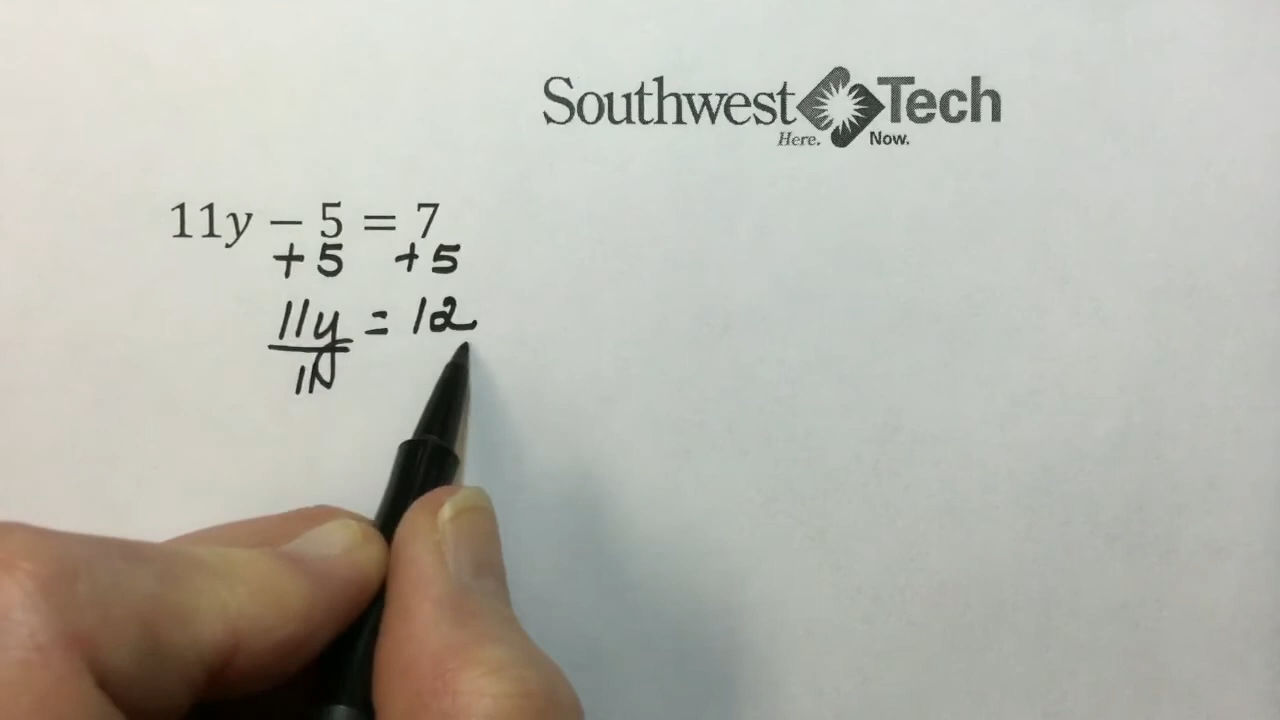 Southwest Tech
Here. Now.
11y − 5 = 7
+5 +5
11y = 12
11